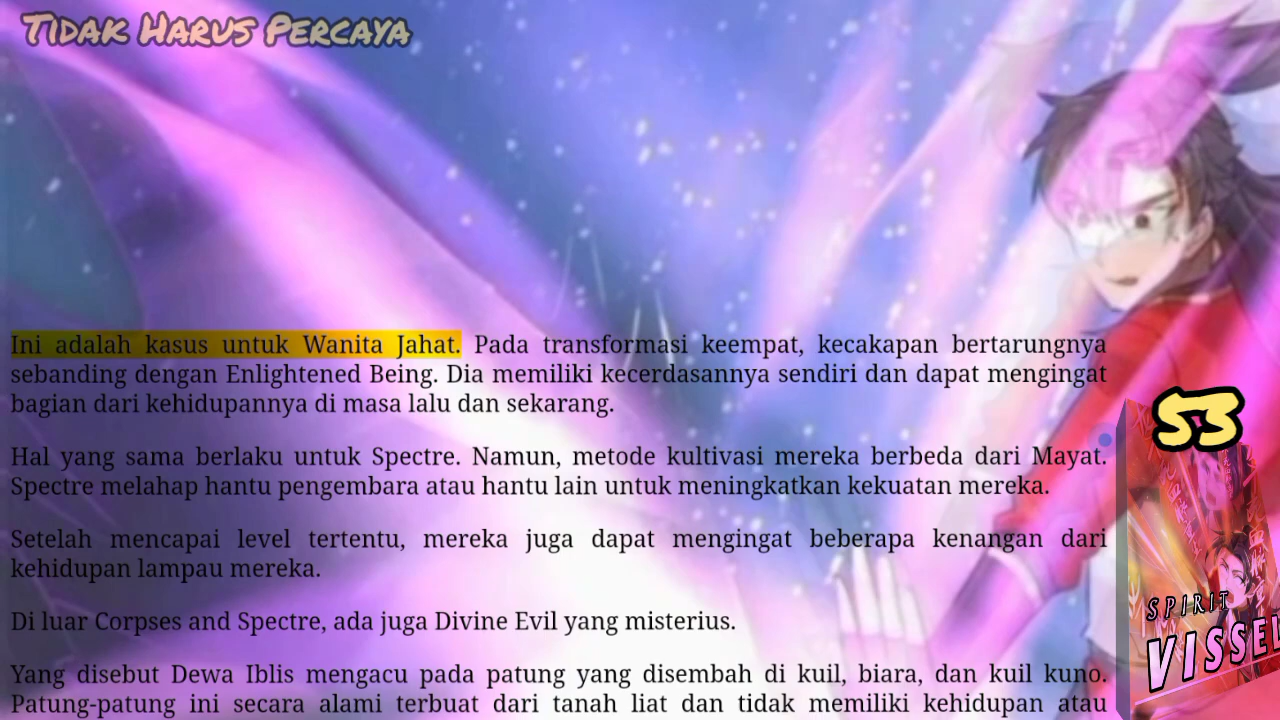 Tidak Harus Percaya
Ini adalah kasus untuk Wanita Jahat. Pada transformasi keempat, kecakapan bertarungnya
sebanding dengan Enlightened Being. Dia memiliki kecerdasannya sendiri dan dapat mengingat
bagian dari kehidupannya di masa lalu dan sekarang.
Hal yang sama berlaku untuk Spectre. Namun, metode kultivasi mereka berbeda dari Mayat.
Spectre melahap hantu pengembara atau hantu lain untuk meningkatkan kekuatan mereka.
Setelah mencapai level tertentu, mereka juga dapat mengingat beberapa kenangan dari
kehidupan lampau mereka.
Di luar Corpses and Spectre, ada juga Divine Evil yang misterius.
Yang disebut Dewa Iblis mengacu pada patung yang disembah di kuil, biara, dan kuil kuno.
Patung-patung ini secara alami terbuat dari tanah liat dan tidak memiliki kehidupan atau
53
SPIRIT
VISSEL